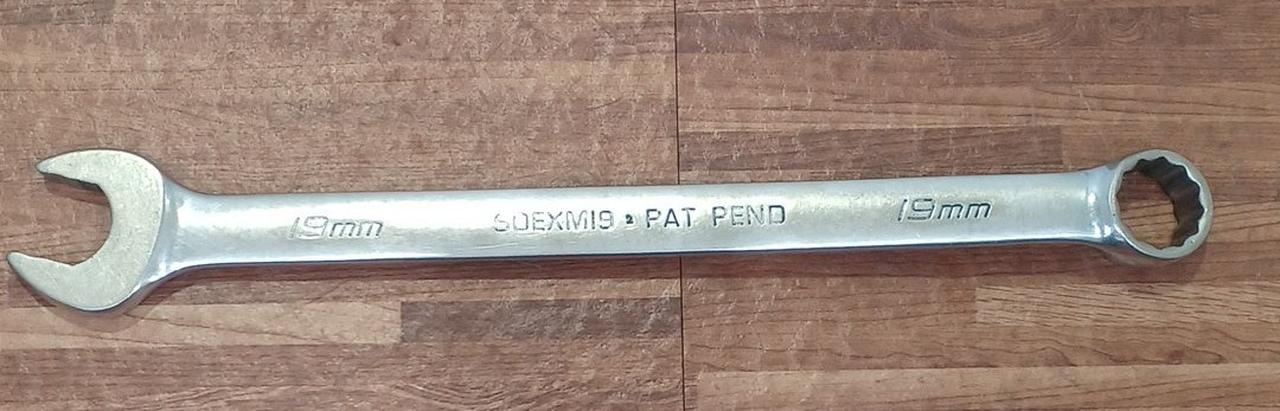 19mm SOEXM19 • PAT PEND 19mm